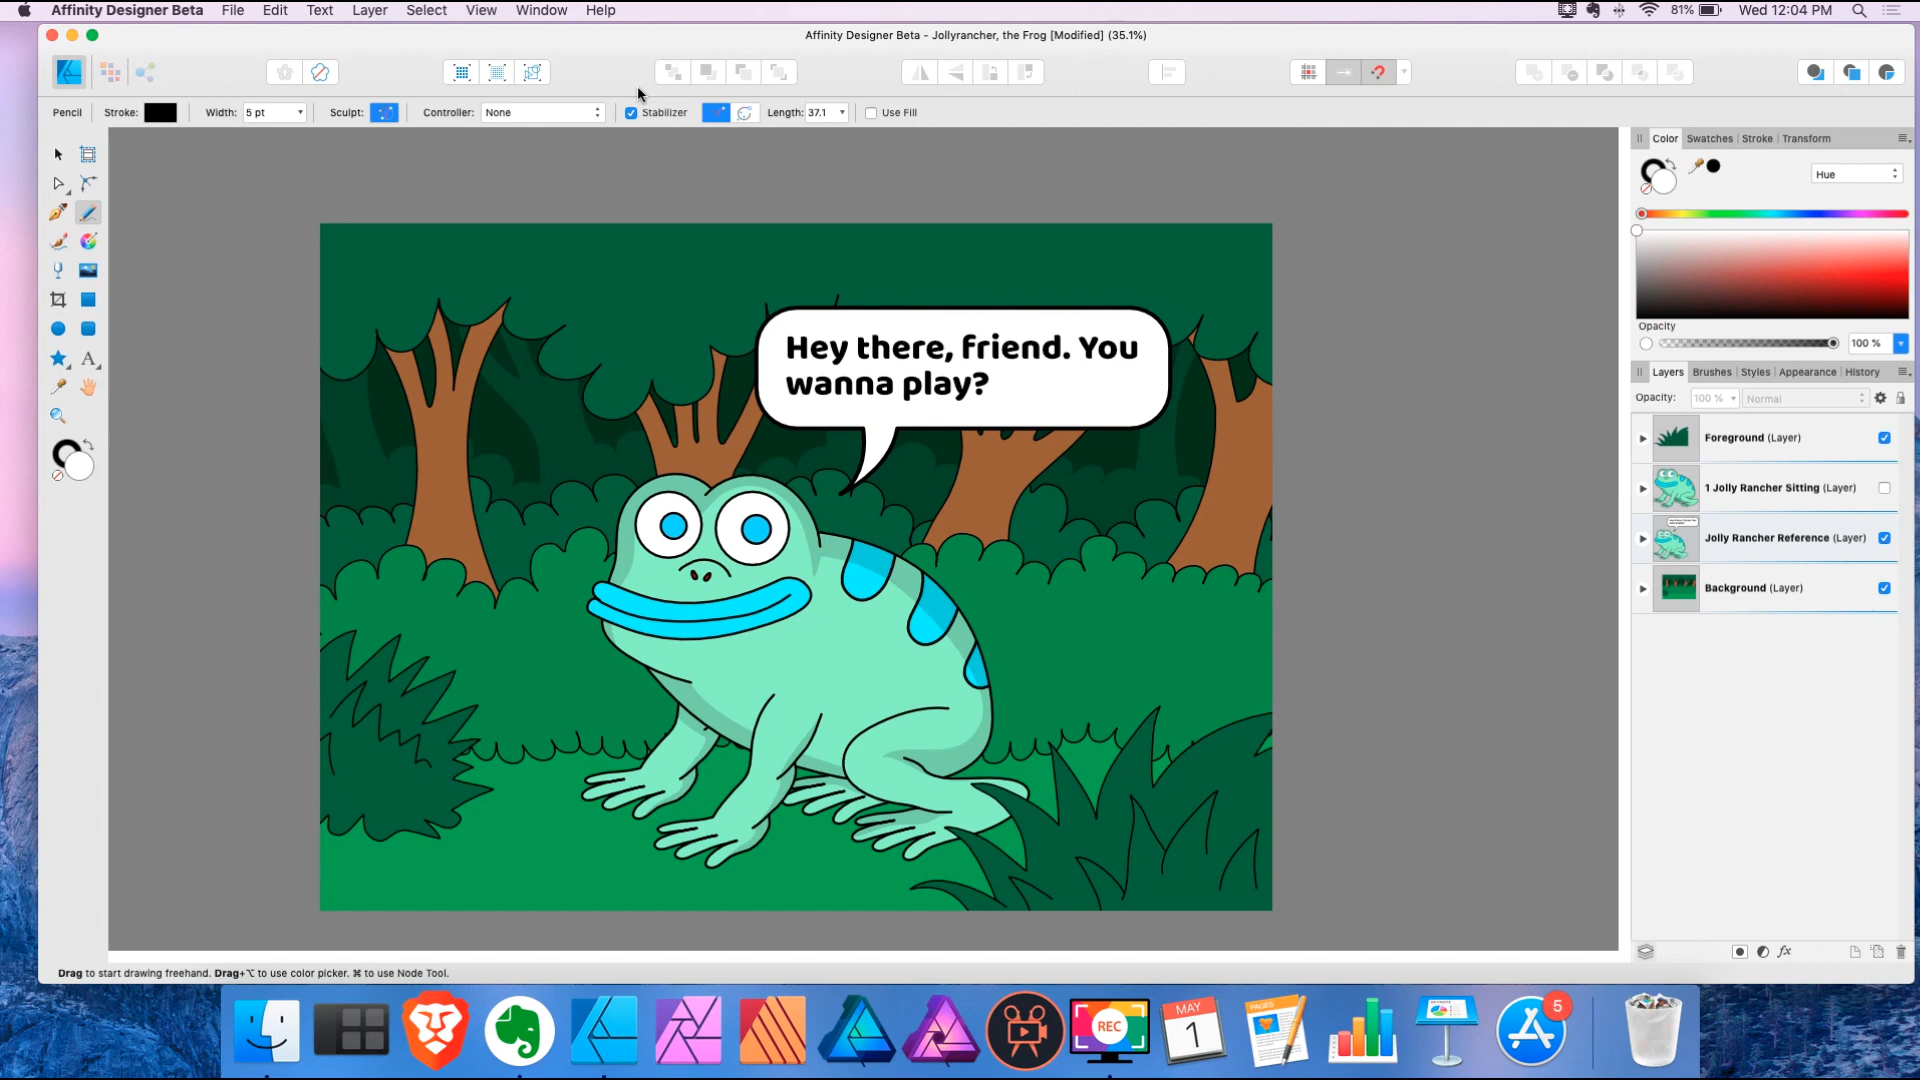 Affinity Designer Beta File Edit Text Layer Select View Window Help 81% Wed 12:04 PM
Affinity Designer Beta - Jollyrancher, the Frog [Modified] (35.1%)
Pencil Stroke: Width: 5 pt Sculpt: Controller: None Stabilizer Length: 37.1 Use Fill
Color Swatches Stroke Transform
Hue
Opacity
100 %
Hey there, friend. You
wanna play?
Layers Brushes Styles Appearance History
Opacity: 100 % Normal
Foreground (Layer)
1 Jolly Rancher Sitting (Layer)
Jolly Rancher Reference (Layer)
Background (Layer)
fx
Drag to start drawing freehand. Drag+⌥ to use color picker. ⌘ to use Node Tool.
REC
MAY
1
PAGES
5